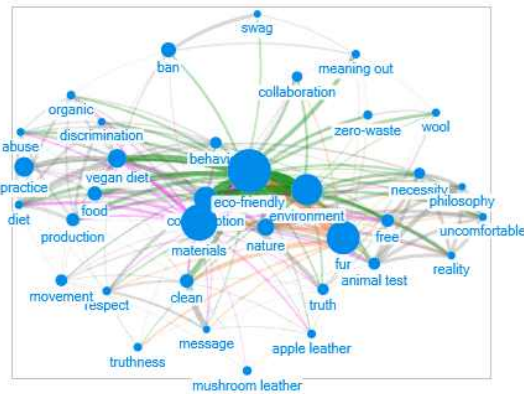 swag
ban
meaning out
collaboration
organic
discrimination
zero-waste
wool
abuse
behavi
practice
vegan diet
necessity
philosophy
diet
food
eco-friendly
environment
production
materials
nature
free
uncomfortable
fur
animal test
reality
movement
respect
clean
truth
message
apple leather
truthness
mushroom leather